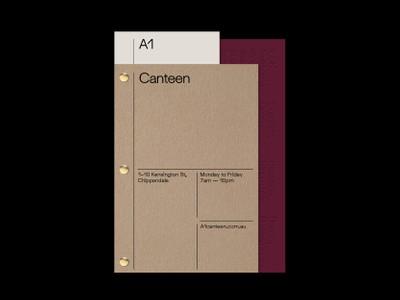 A1
Canteen
1–10 Kensington St,
Chippendale
Monday to Friday
7am — 10pm
A1canteen.com.au